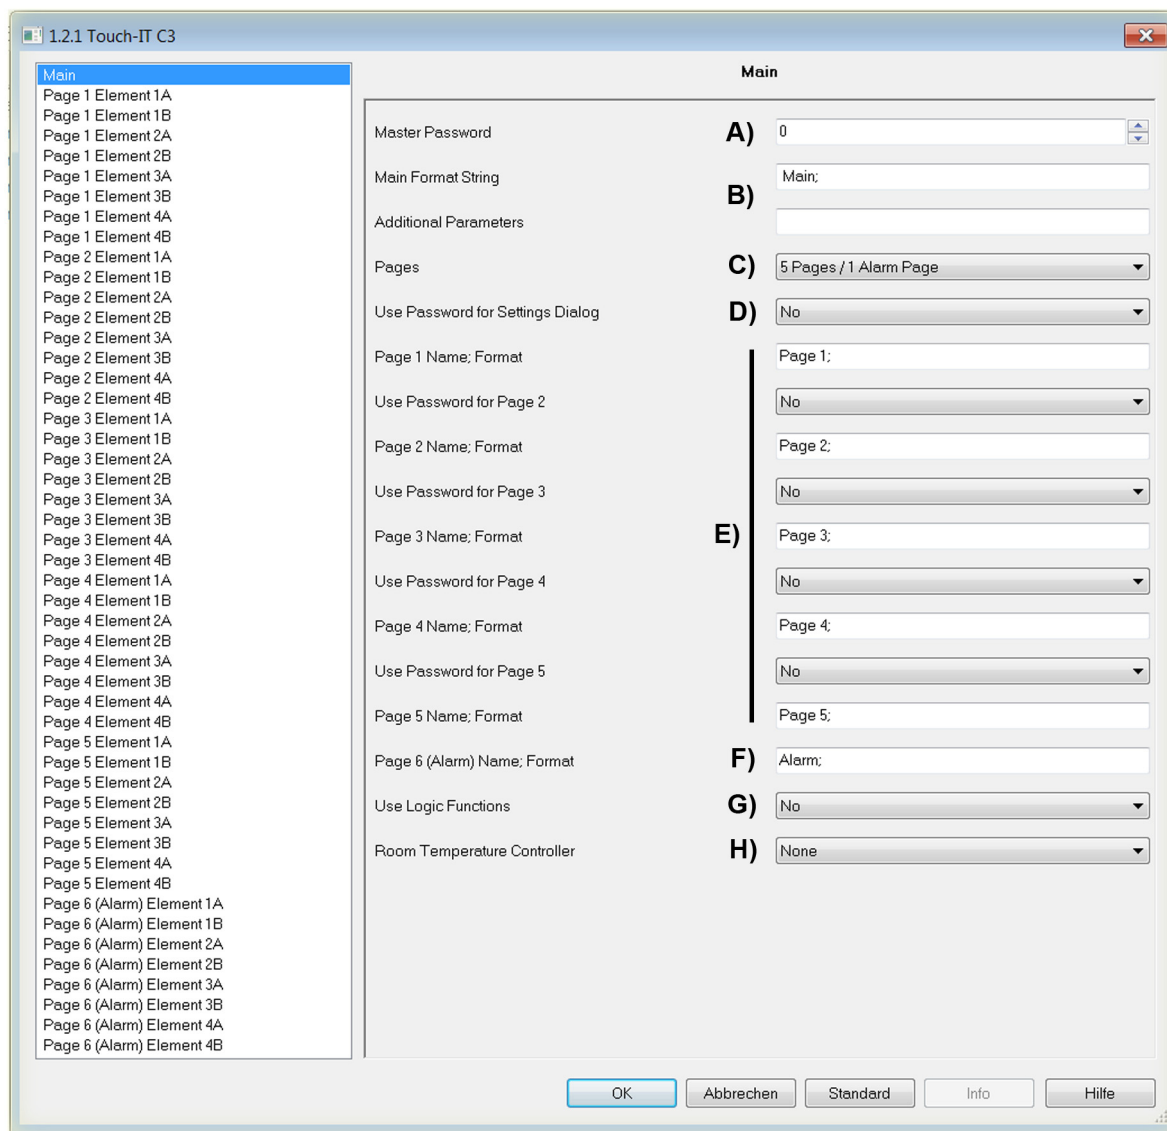 1.2.1 Touch-IT C3
Main
Page 1 Element 1A
Page 1 Element 1B
Page 1 Element 2A
Page 1 Element 2B
Page 1 Element 3A
Page 1 Element 3B
Page 1 Element 4A
Page 1 Element 4B
Page 2 Element 1A
Page 2 Element 1B
Page 2 Element 2A
Page 2 Element 2B
Page 2 Element 3A
Page 2 Element 3B
Page 2 Element 4A
Page 2 Element 4B
Page 3 Element 1A
Page 3 Element 1B
Page 3 Element 2A
Page 3 Element 2B
Page 3 Element 3A
Page 3 Element 3B
Page 3 Element 4A
Page 3 Element 4B
Page 4 Element 1A
Page 4 Element 1B
Page 4 Element 2A
Page 4 Element 2B
Page 4 Element 3A
Page 4 Element 3B
Page 4 Element 4A
Page 4 Element 4B
Page 5 Element 1A
Page 5 Element 1B
Page 5 Element 2A
Page 5 Element 2B
Page 5 Element 3A
Page 5 Element 3B
Page 5 Element 4A
Page 5 Element 4B
Page 6 (Alarm) Element 1A
Page 6 (Alarm) Element 1B
Page 6 (Alarm) Element 2A
Page 6 (Alarm) Element 2B
Page 6 (Alarm) Element 3A
Page 6 (Alarm) Element 3B
Page 6 (Alarm) Element 4A
Page 6 (Alarm) Element 4B
Main
Master Password A) 0
Main Format String Main;
B)
Additional Parameters
Pages C) 5 Pages / 1 Alarm Page
Use Password for Settings Dialog D) No
Page 1 Name; Format Page 1;
Use Password for Page 2 No
Page 2 Name; Format Page 2;
Use Password for Page 3 No
Page 3 Name; Format E) Page 3;
Use Password for Page 4 No
Page 4 Name; Format Page 4;
Use Password for Page 5 No
Page 5 Name; Format Page 5;
Page 6 (Alarm) Name; Format F) Alarm;
Use Logic Functions G) No
Room Temperature Controller H) None
OK Abbrechen Standard Info Hilfe